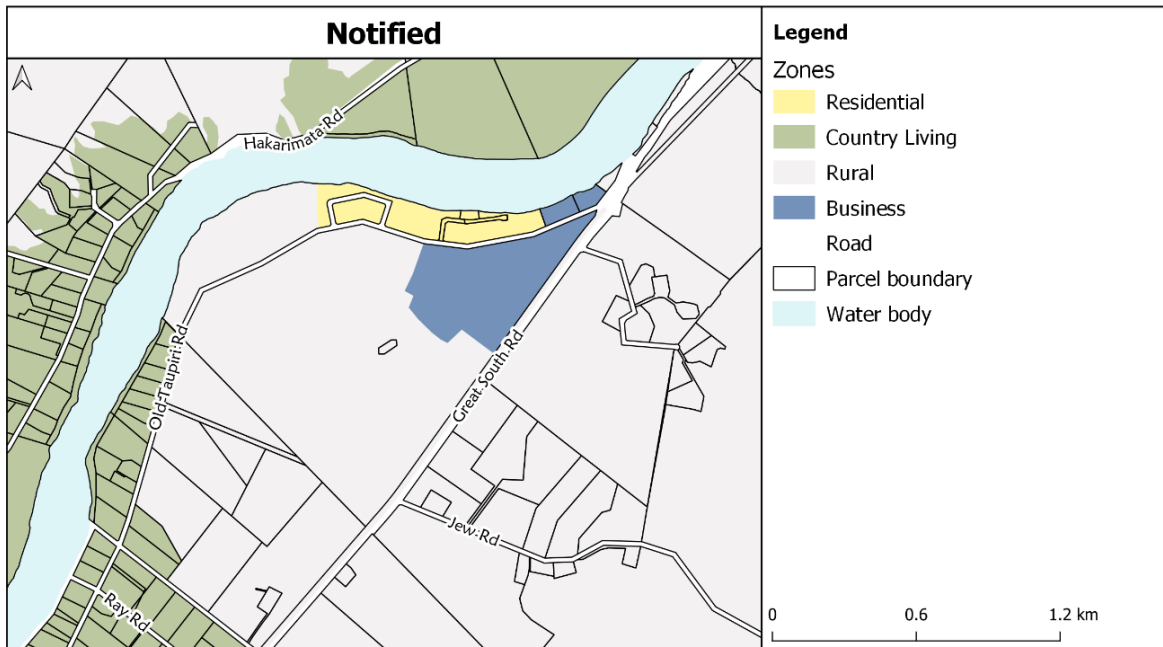 Notified
Legend
Zones
Residential
Country Living
Rural
Business
Road
Parcel boundary
Water body
Hakarimata Rd
Old Taupiri Rd
Great South Rd
Jew Rd
Ray Rd
0 0.6 1.2 km